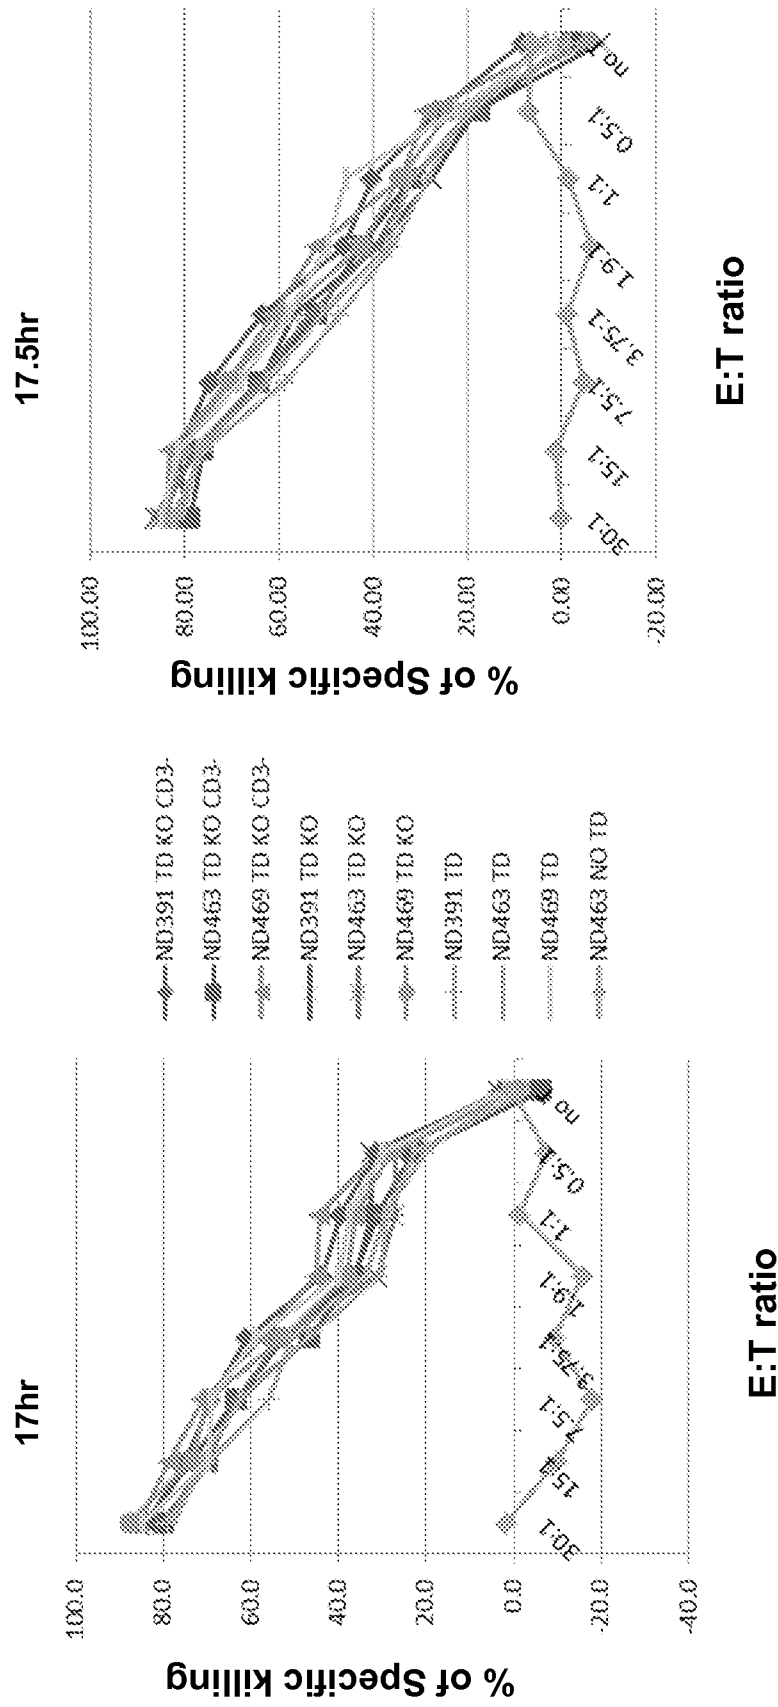 17hr
% of Specific killing
100.0
80.0
60.0
40.0
20.0
0.0
-20.0
-40.0
30:1
15:1
7.5:1
3.75:1
1.9:1
1:1
0.5:1
no
E:T ratio
ND391 TD KO CD3-
ND463 TD KO CD3-
ND469 TD KO CD3-
ND391 TD KO
ND463 TD KO
ND469 TD KO
ND391 TD
ND463 TD
ND469 TD
ND463 NO TD
17.5hr
% of Specific killing
100.00
80.00
60.00
40.00
20.00
0.00
-20.00
30:1
15:1
7.5:1
3.75:1
1.9:1
1:1
0.5:1
no
E:T ratio